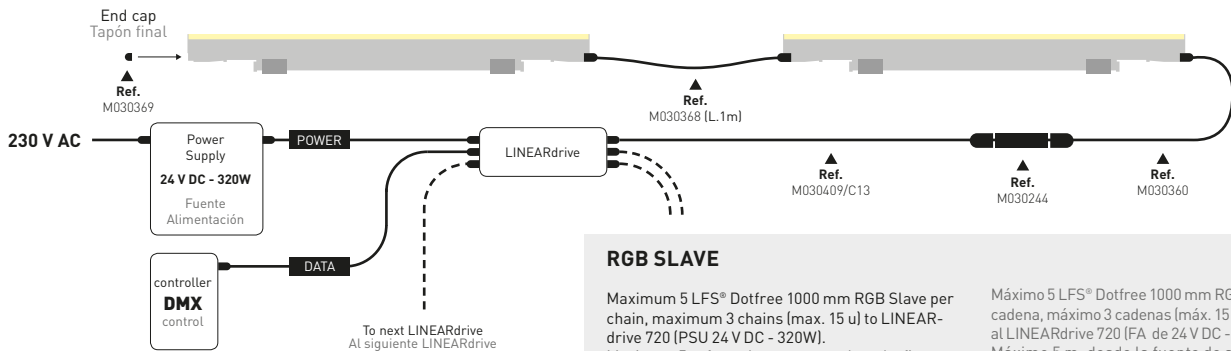 End cap
Tapón final
Ref.
M030369
Ref.
M030368 (L.1m)
230 V AC
Power
Supply
24 V DC - 320W
Fuente
Alimentación
POWER
LINEARdrive
Ref.
M030409/C13
Ref.
M030244
Ref.
M030360
controller
DMX
control
DATA
To next LINEARdrive
Al siguiente LINEARdrive
RGB SLAVE
Maximum 5 LFS® Dotfree 1000 mm RGB Slave per
chain, maximum 3 chains (max. 15 u) to LINEAR-
drive 720 (PSU 24 V DC - 320W).
Máximo 5 LFS® Dotfree 1000 mm RG
cadena, máximo 3 cadenas (máx. 15
al LINEARdrive 720 (FA de 24 V DC -